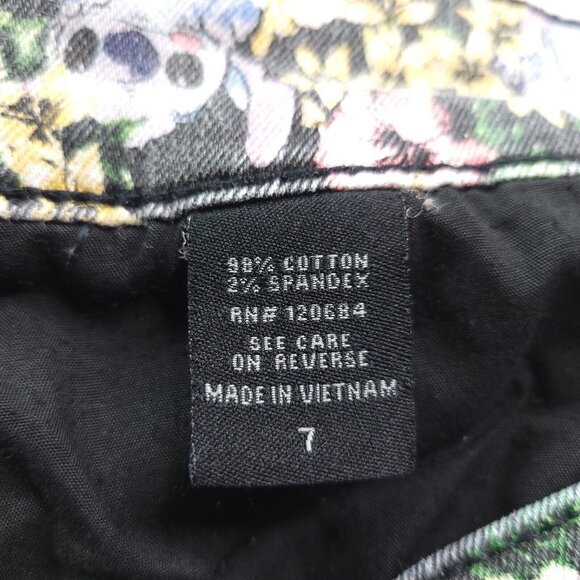 98% COTTON
2% SPANDEX
RN# 120684
SEE CARE
ON REVERSE
MADE IN VIETNAM
7